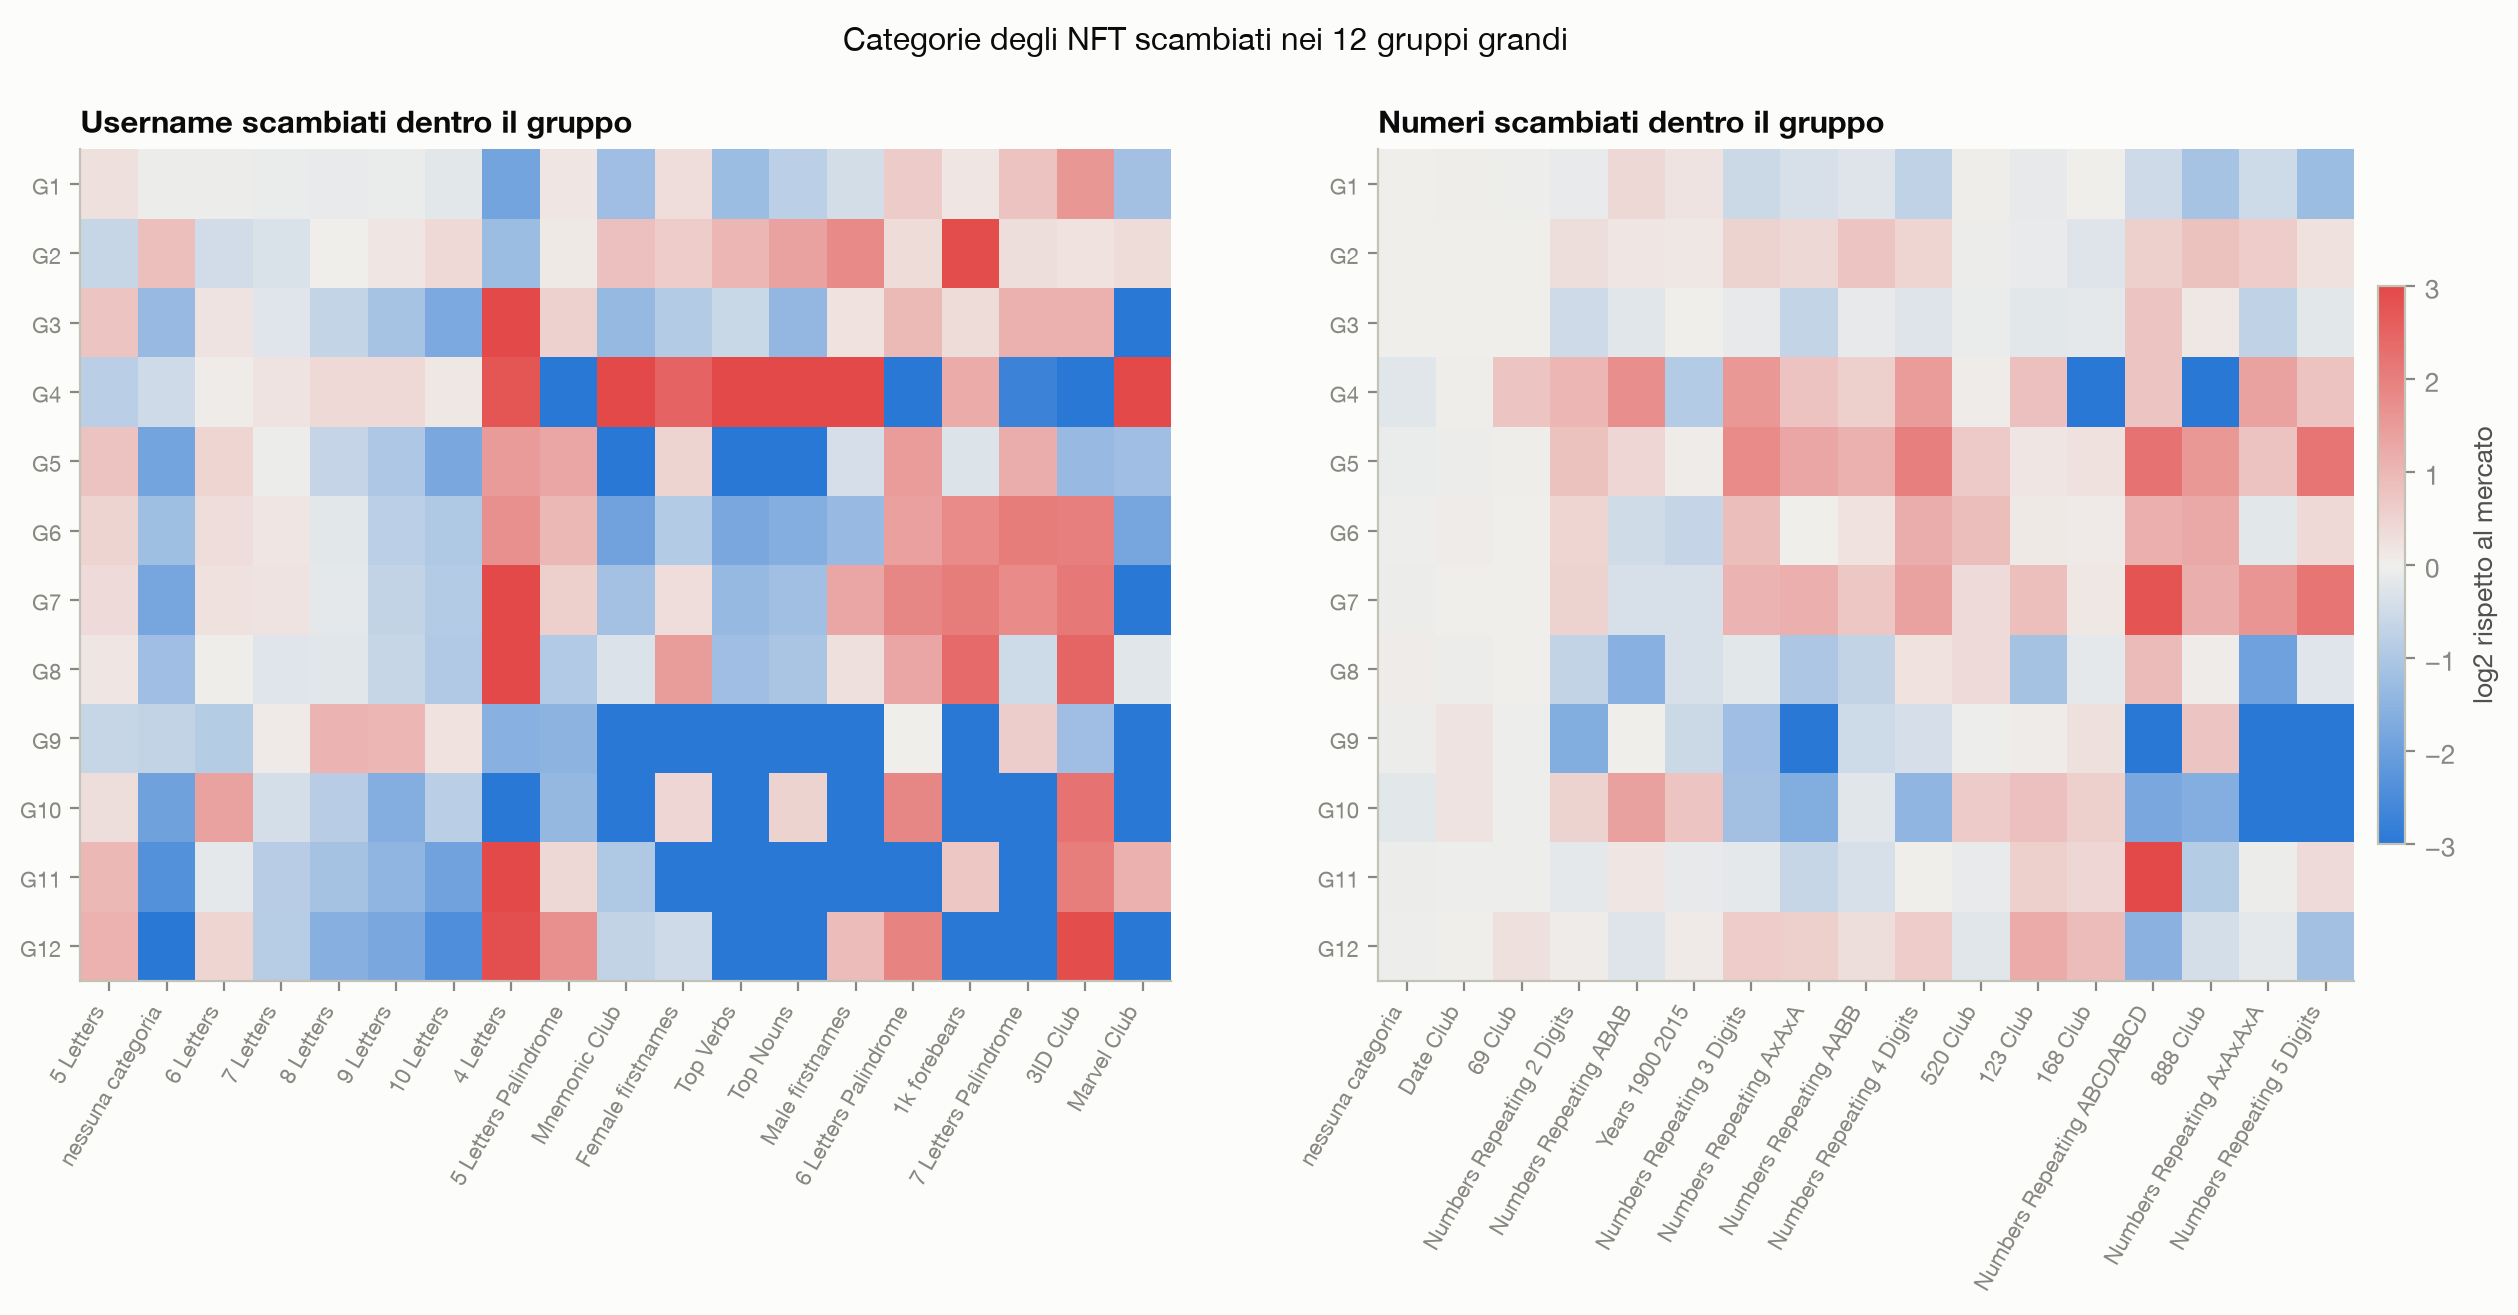 Categorie degli NFT scambiati nei 12 gruppi grandi
Username scambiati dentro il gruppo
G1
G2
G3
G4
G5
G6
G7
G8
G9
G10
G11
G12
5 Letters
nessuna categoria
6 Letters
7 Letters
8 Letters
9 Letters
10 Letters
4 Letters
5 Letters Palindrome
Mnemonic Club
Female firstnames
Top Verbs
Top Nouns
Male firstnames
6 Letters Palindrome
1k forebears
7 Letters Palindrome
3ID Club
Marvel Club
Numeri scambiati dentro il gruppo
G1
G2
G3
G4
G5
G6
G7
G8
G9
G10
G11
G12
nessuna categoria
Date Club
69 Club
Numbers Repeating 2 Digits
Numbers Repeating ABAB
Years 1900 2015
Numbers Repeating 3 Digits
Numbers Repeating AxAxA
Numbers Repeating AABB
Numbers Repeating 4 Digits
520 Club
123 Club
168 Club
Numbers Repeating ABCDABCD
888 Club
Numbers Repeating AxAxAxA
Numbers Repeating 5 Digits
3
2
1
0
−1
−2
−3
log2 rispetto al mercato